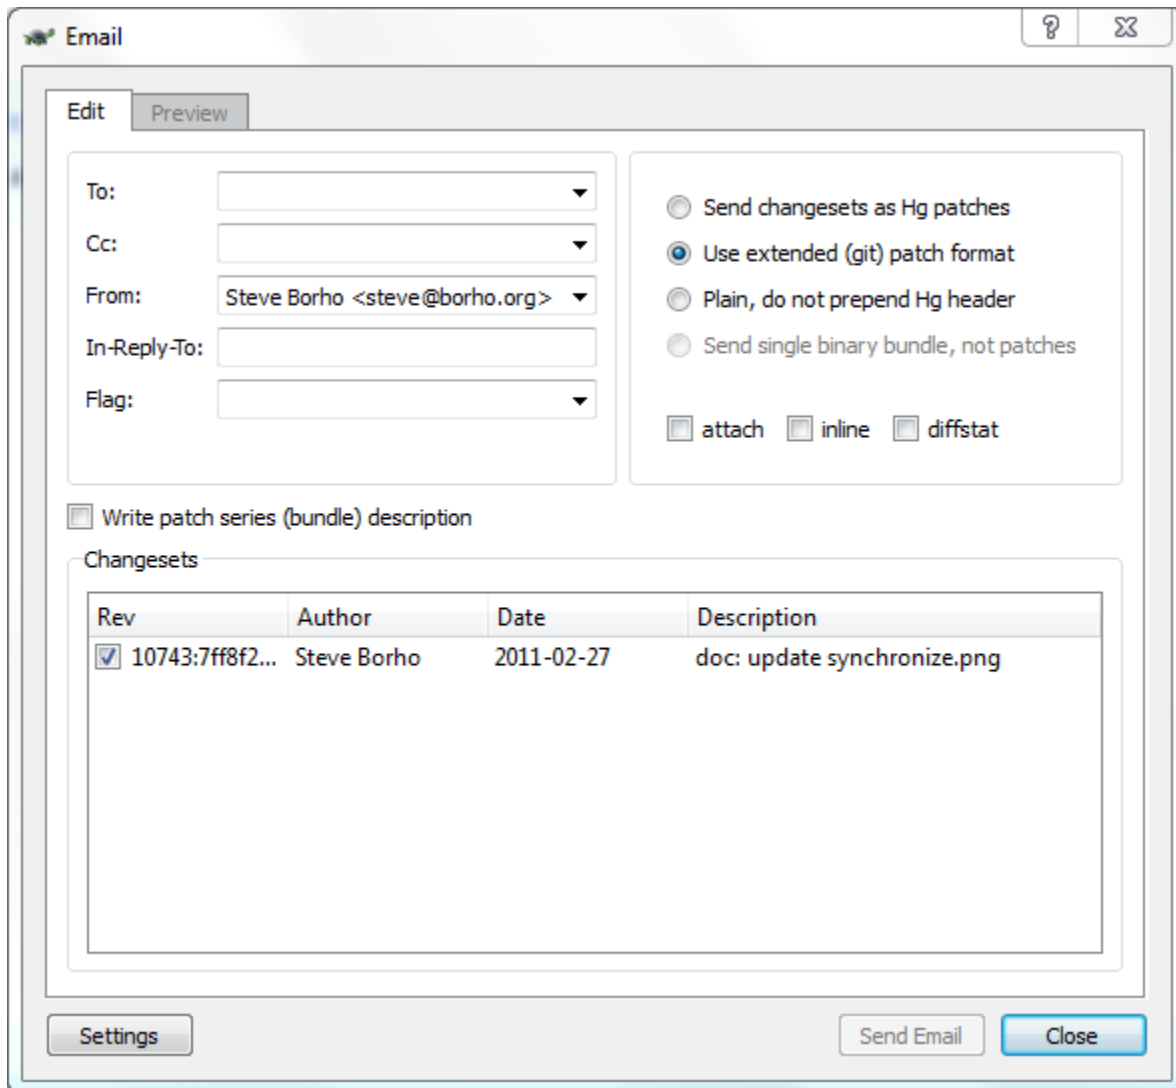 Email
Edit
Preview
To:
Cc:
From: Steve Borho <steve@borho.org>
In-Reply-To:
Flag:
Send changesets as Hg patches
Use extended (git) patch format
Plain, do not prepend Hg header
Send single binary bundle, not patches
attach inline diffstat
Write patch series (bundle) description
Changesets
Rev Author Date Description
10743:7ff8f2... Steve Borho 2011-02-27 doc: update synchronize.png
Settings Send Email Close